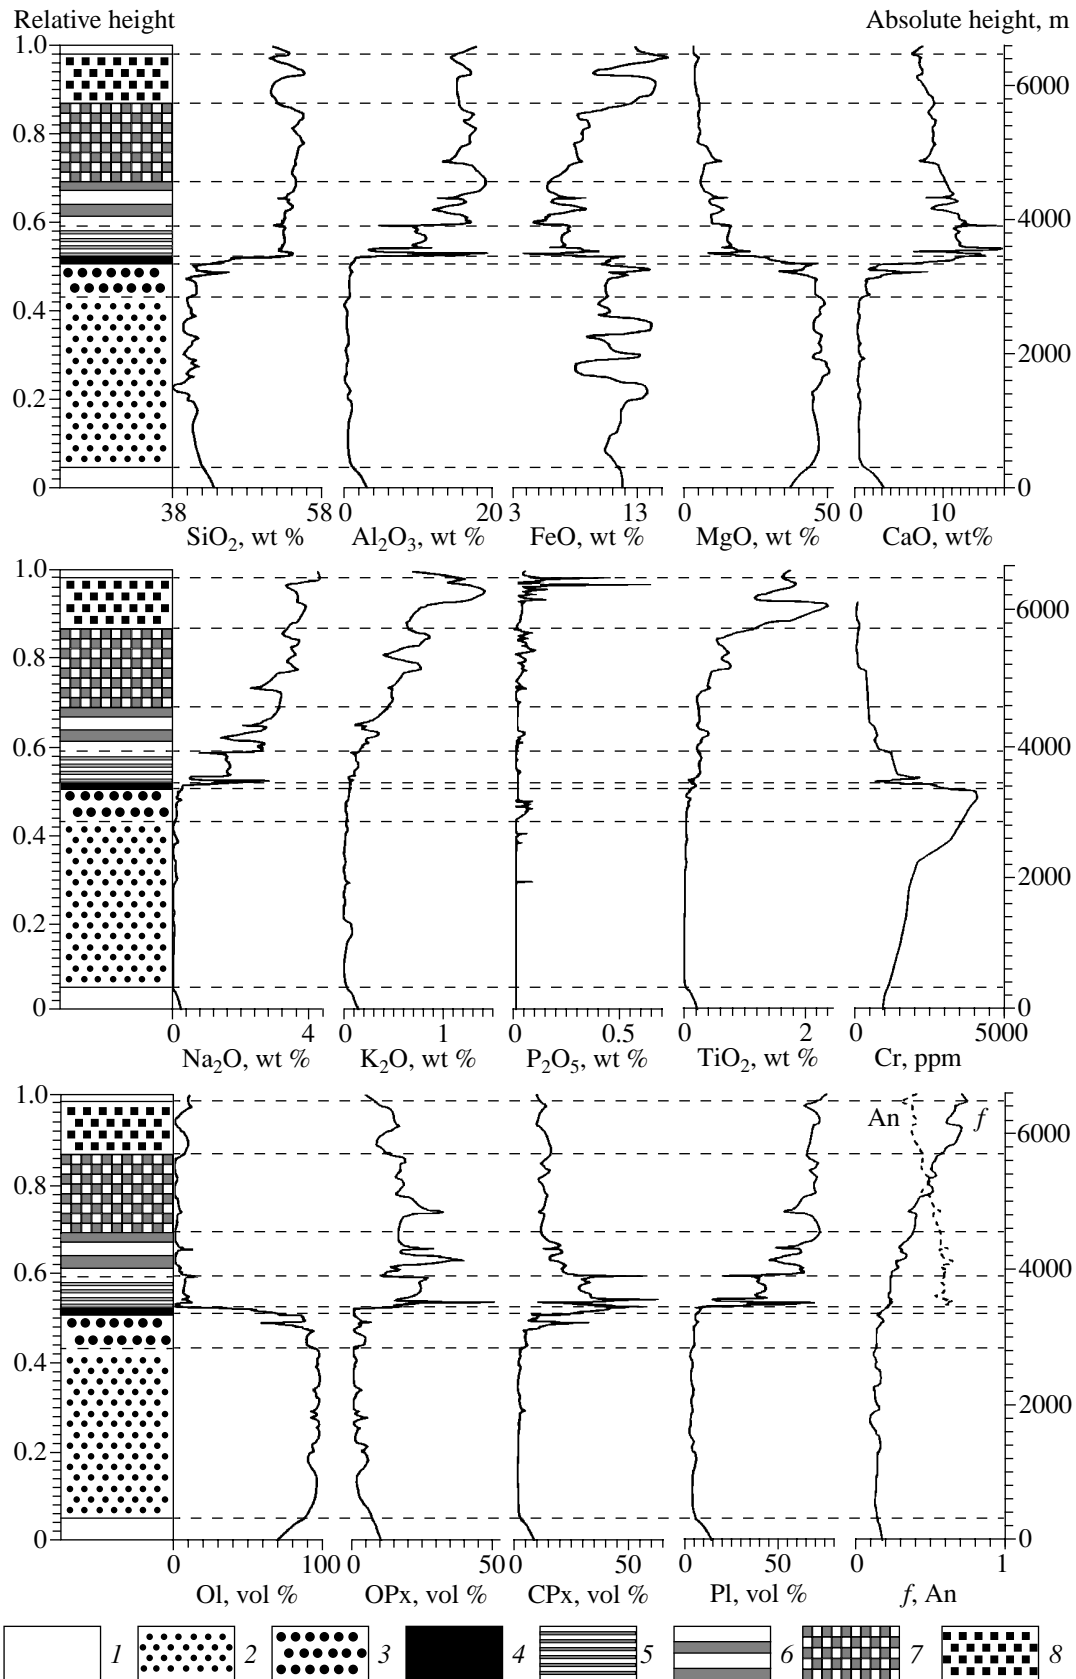 Relative height Absolute height, m
1.0
6000
0.8
0.6 4000
0.4
2000
0.2
0 0
38 58 0 20 3 13 0 50 10
SiO₂, wt % Al₂O₃, wt % FeO, wt % MgO, wt % CaO, wt%
1.0
6000
0.8
0.6 4000
0.4
2000
0.2
0 0
0 4 0 1 0 0.5 0 2 0 5000
Na₂O, wt % K₂O, wt % P₂O₅, wt % TiO₂, wt % Cr, ppm
1.0
An f
6000
0.8
0.6 4000
0.4
2000
0.2
0 0
0 100 0 50 0 50 0 50 0 1
Ol, vol % OPx, vol % CPx, vol % Pl, vol % f, An
1 2 3 4 5 6 7 8